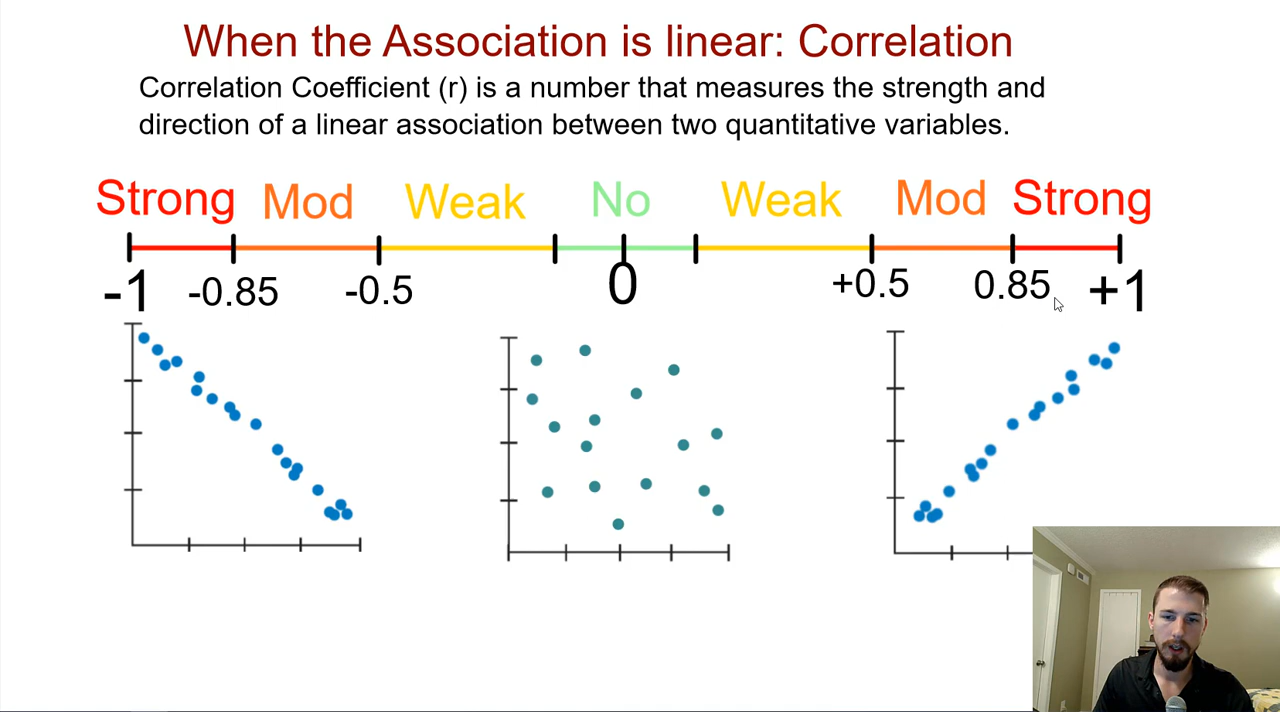 When the Association is linear: Correlation
Correlation Coefficient (r) is a number that measures the strength and
direction of a linear association between two quantitative variables.
Strong Mod Weak No Weak Mod Strong
-1 -0.85 -0.5 0 +0.5 0.85 +1